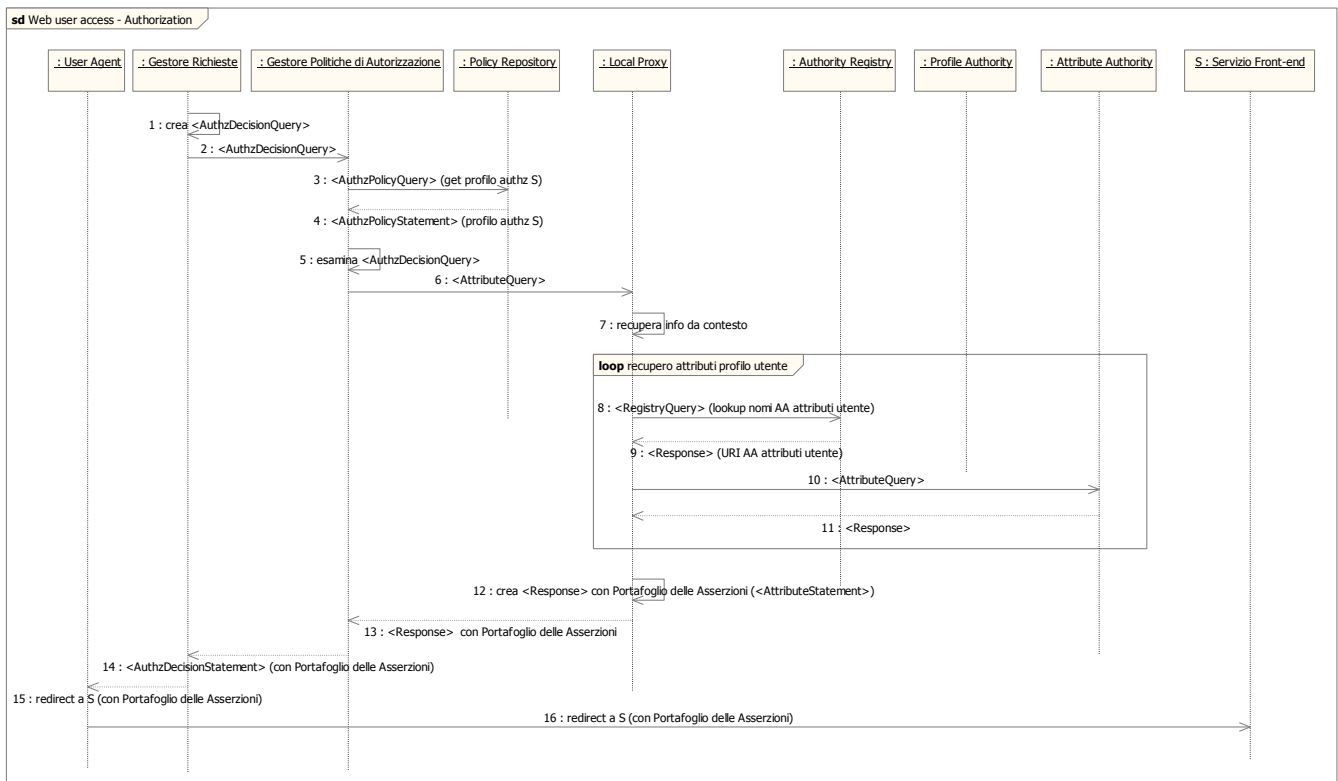 sd Web user access - Authorization
: User Agent
: Gestore Richieste
: Gestore Politiche di Autorizzazione
: Policy Repository
: Local Proxy
: Authority Registry
: Profile Authority
: Attribute Authority
S : Servizio Front-end
1 : crea <AuthzDecisionQuery>
2 : <AuthzDecisionQuery>
3 : <AuthzPolicyQuery> (get profilo authz S)
4 : <AuthzPolicyStatement> (profilo authz S)
5 : esamina <AuthzDecisionQuery>
6 : <AttributeQuery>
7 : recupera info da contesto
loop recupero attributi profilo utente
8 : <RegistryQuery> (lookup nomi AA attributi utente)
9 : <Response> (URI AA attributi utente)
10 : <AttributeQuery>
11 : <Response>
12 : crea <Response> con Portafoglio delle Asserzioni (<AttributeStatement>)
13 : <Response> con Portafoglio delle Asserzioni
14 : <AuthzDecisionStatement> (con Portafoglio delle Asserzioni)
15 : redirect a S (con Portafoglio delle Asserzioni)
16 : redirect a S (con Portafoglio delle Asserzioni)